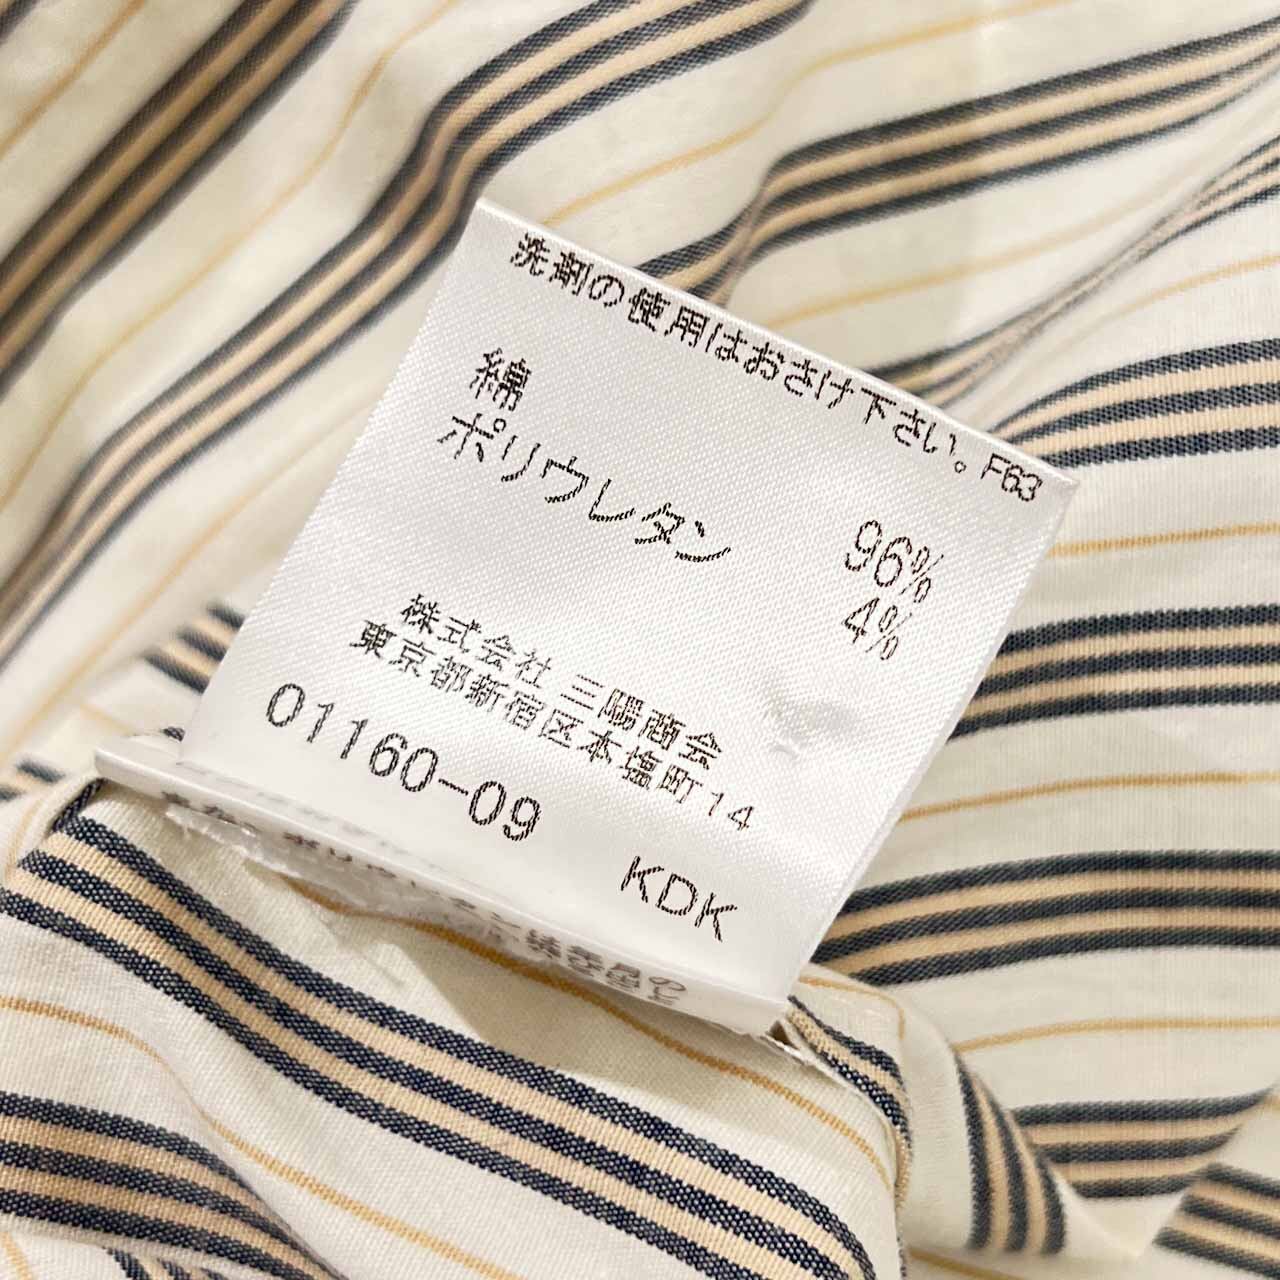 洗剤の使用はおさけ下さい。F63
綿 96%
ポリウレタン 4%
株式会社 三陽商会
東京都新宿区本塩町14
01160-09
KDK